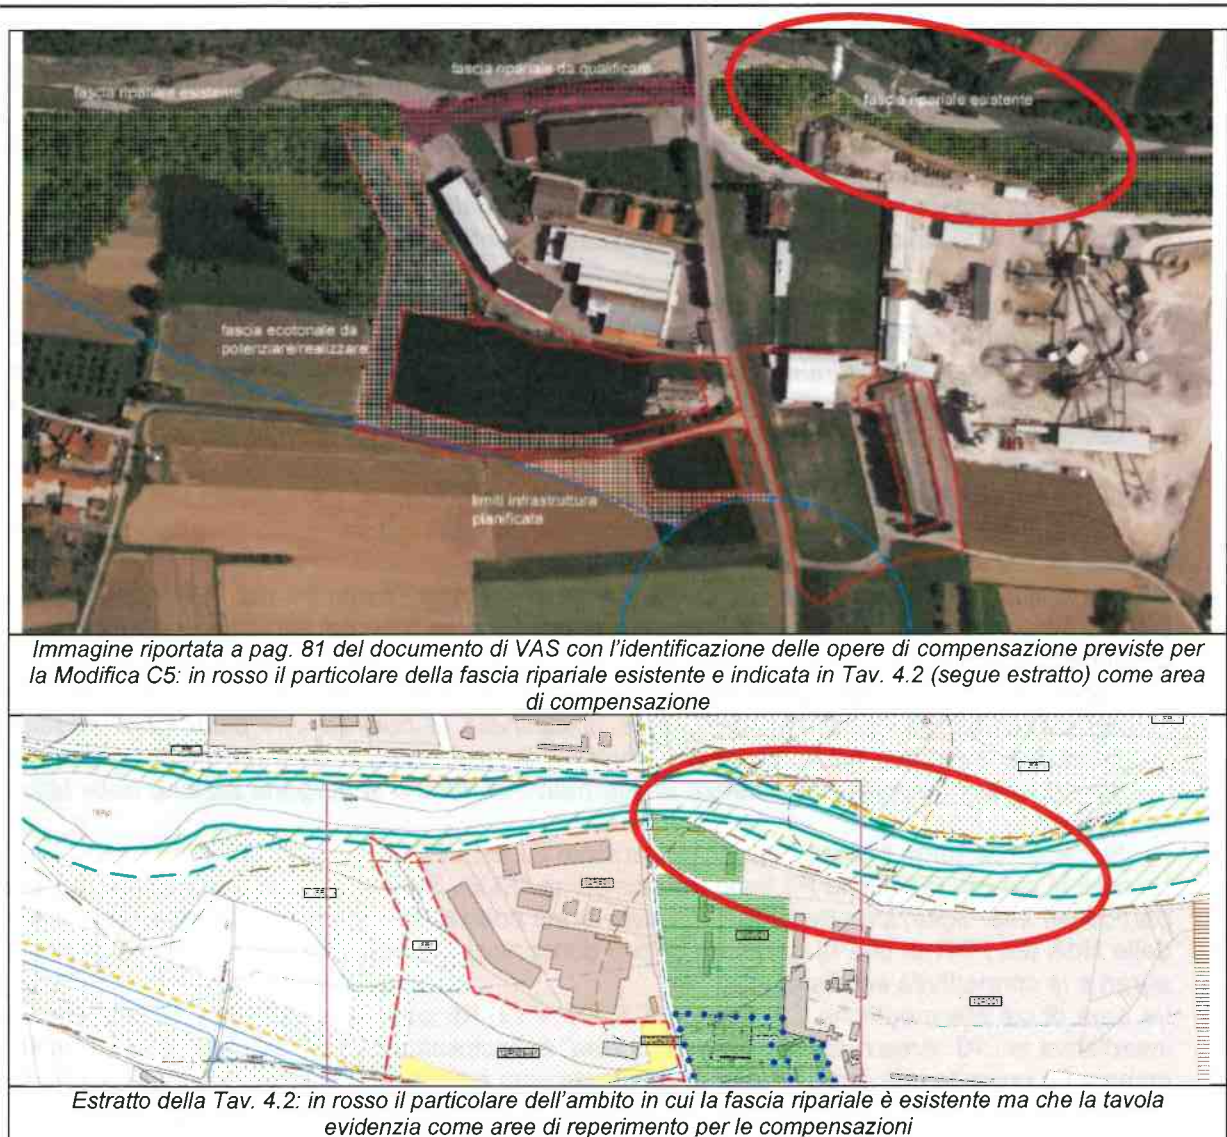 fascia ripariale da qualificare
fascia ripariale esistente
fascia ripariale esistente
fascia ecotonale da
potenziare/realizzare
limiti infrastruttura
planificata
Immagine riportata a pag. 81 del documento di VAS con l'identificazione delle opere di compensazione previste per
la Modifica C5: in rosso il particolare della fascia ripariale esistente e indicata in Tav. 4.2 (segue estratto) come area
di compensazione
Estratto della Tav. 4.2: in rosso il particolare dell'ambito in cui la fascia ripariale è esistente ma che la tavola
evidenzia come aree di reperimento per le compensazioni